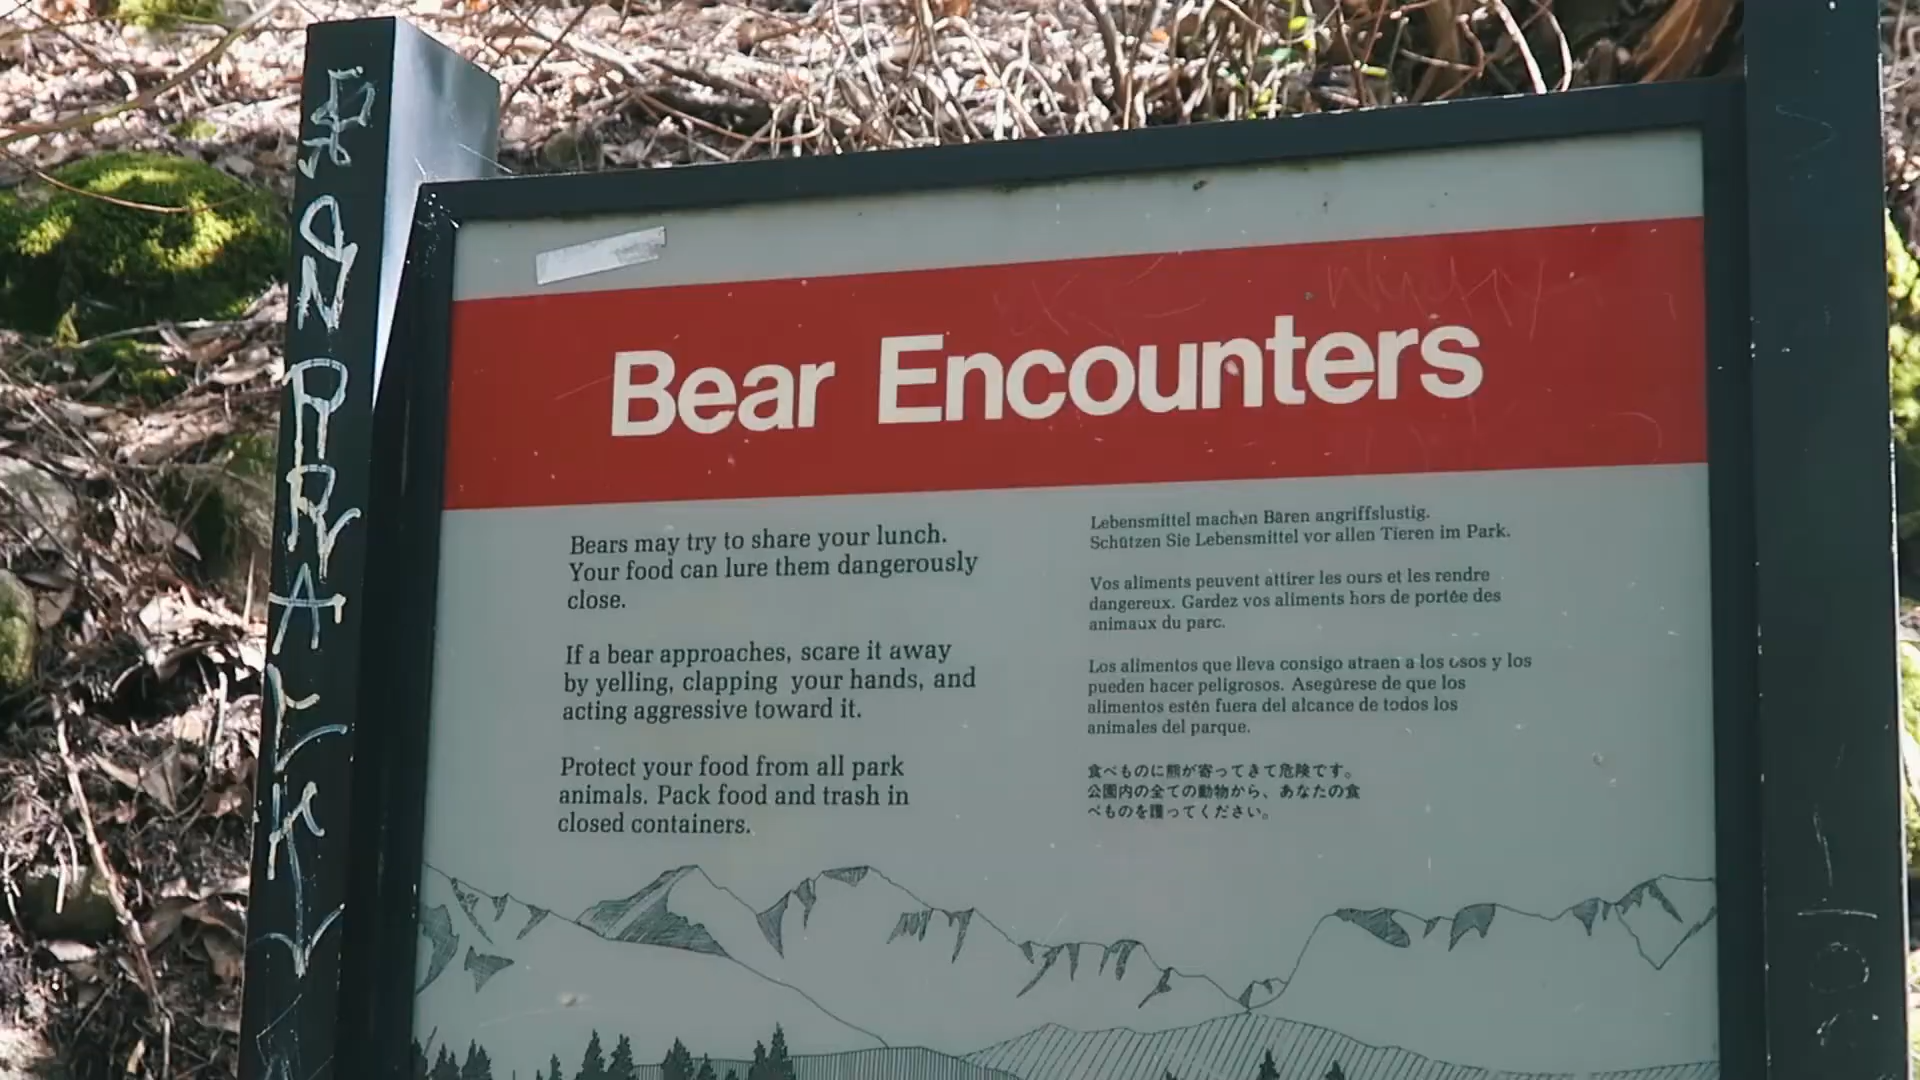 Bear Encounters
Bears may try to share your lunch.
Your food can lure them dangerously
close.
If a bear approaches, scare it away
by yelling, clapping your hands, and
acting aggressive toward it.
Protect your food from all park
animals. Pack food and trash in
closed containers.
Lebensmittel machen Bären angriffslustig.
Schützen Sie Lebensmittel vor allen Tieren im Park.
Vos aliments peuvent attirer les ours et les rendre
dangereux. Gardez vos aliments hors de portée des
animaux du parc.
Los alimentos que lleva consigo atraen a los osos y los
pueden hacer peligrosos. Asegúrese de que los
alimentos estén fuera del alcance de todos los
animales del parque.
食べものに熊が寄ってきて危険です。
公園内の全ての動物から、あなたの食
べものを護ってください。